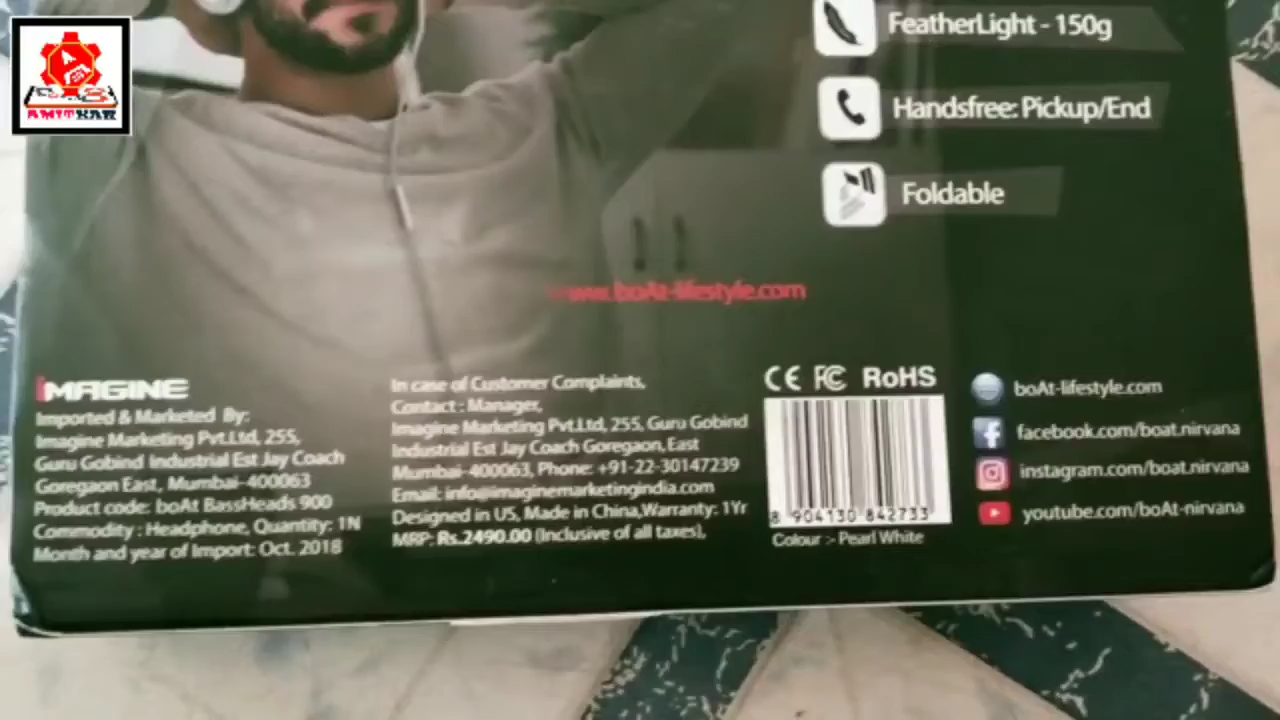 AMITKAR
FeatherLight - 150g
Handsfree: Pickup/End
Foldable
www.boAt-lifestyle.com
iMAGINE
Imported & Marketed By:
Imagine Marketing Pvt.Ltd, 255,
Guru Gobind Industrial Est Jay Coach
Goregaon East, Mumbai-400063
Product code: boAt BassHeads 900
Commodity : Headphone, Quantity: 1N
Month and year of Import: Oct. 2018
In case of Customer Complaints,
Contact : Manager,
Imagine Marketing Pvt.Ltd, 255, Guru Gobind
Industrial Est Jay Coach Goregaon,East
Mumbai-400063, Phone: +91-22-30147239
Email: info@imaginemarketingindia.com
Designed in US, Made in China,Warranty: 1Yr
MRP: Rs.2490.00 (Inclusive of all taxes),
CE FC RoHS
8 904130 842733
Colour :- Pearl White
boAt-lifestyle.com
facebook.com/boat.nirvana
instagram.com/boat.nirvana
youtube.com/boAt-nirvana